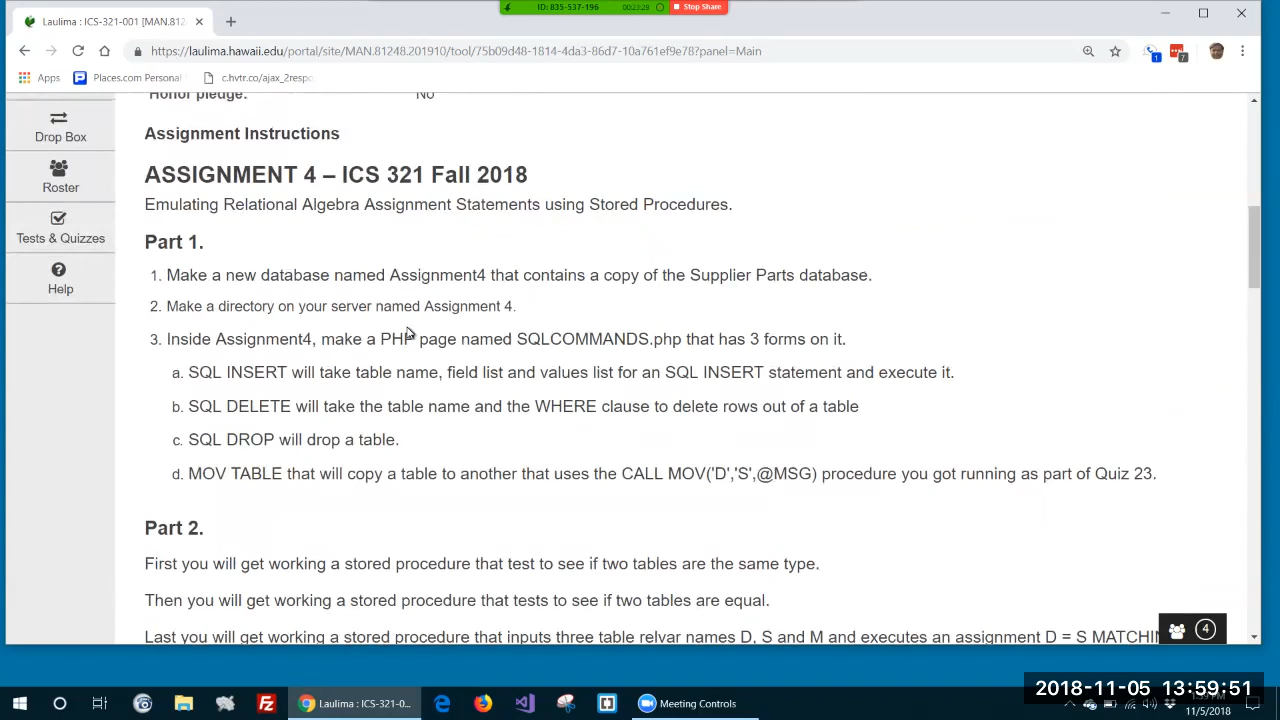 Laulima : ICS-321-001 [MAN.812
ID: 835-537-196
00:23:28
Stop Share
https://laulima.hawaii.edu/portal/site/MAN.81248.201910/tool/75b09d48-1814-4da3-86d7-10a761ef9e78?panel=Main
1
7
Apps
Places.com Personal
c.hvtr.co/ajax_2respo
Honor pledge: No
Drop Box
Roster
Tests & Quizzes
Help
Assignment Instructions
ASSIGNMENT 4 – ICS 321 Fall 2018
Emulating Relational Algebra Assignment Statements using Stored Procedures.
Part 1.
1. Make a new database named Assignment4 that contains a copy of the Supplier Parts database.
2. Make a directory on your server named Assignment 4.
3. Inside Assignment4, make a PHP page named SQLCOMMANDS.php that has 3 forms on it.
a. SQL INSERT will take table name, field list and values list for an SQL INSERT statement and execute it.
b. SQL DELETE will take the table name and the WHERE clause to delete rows out of a table
c. SQL DROP will drop a table.
d. MOV TABLE that will copy a table to another that uses the CALL MOV('D','S',@MSG) procedure you got running as part of Quiz 23.
Part 2.
First you will get working a stored procedure that test to see if two tables are the same type.
Then you will get working a stored procedure that tests to see if two tables are equal.
Last you will get working a stored procedure that inputs three table relvar names D, S and M and executes an assignment D = S MATCHIN
4
Laulima : ICS-321-0...
Meeting Controls
2018-11-05 13:59:51
11/5/2018